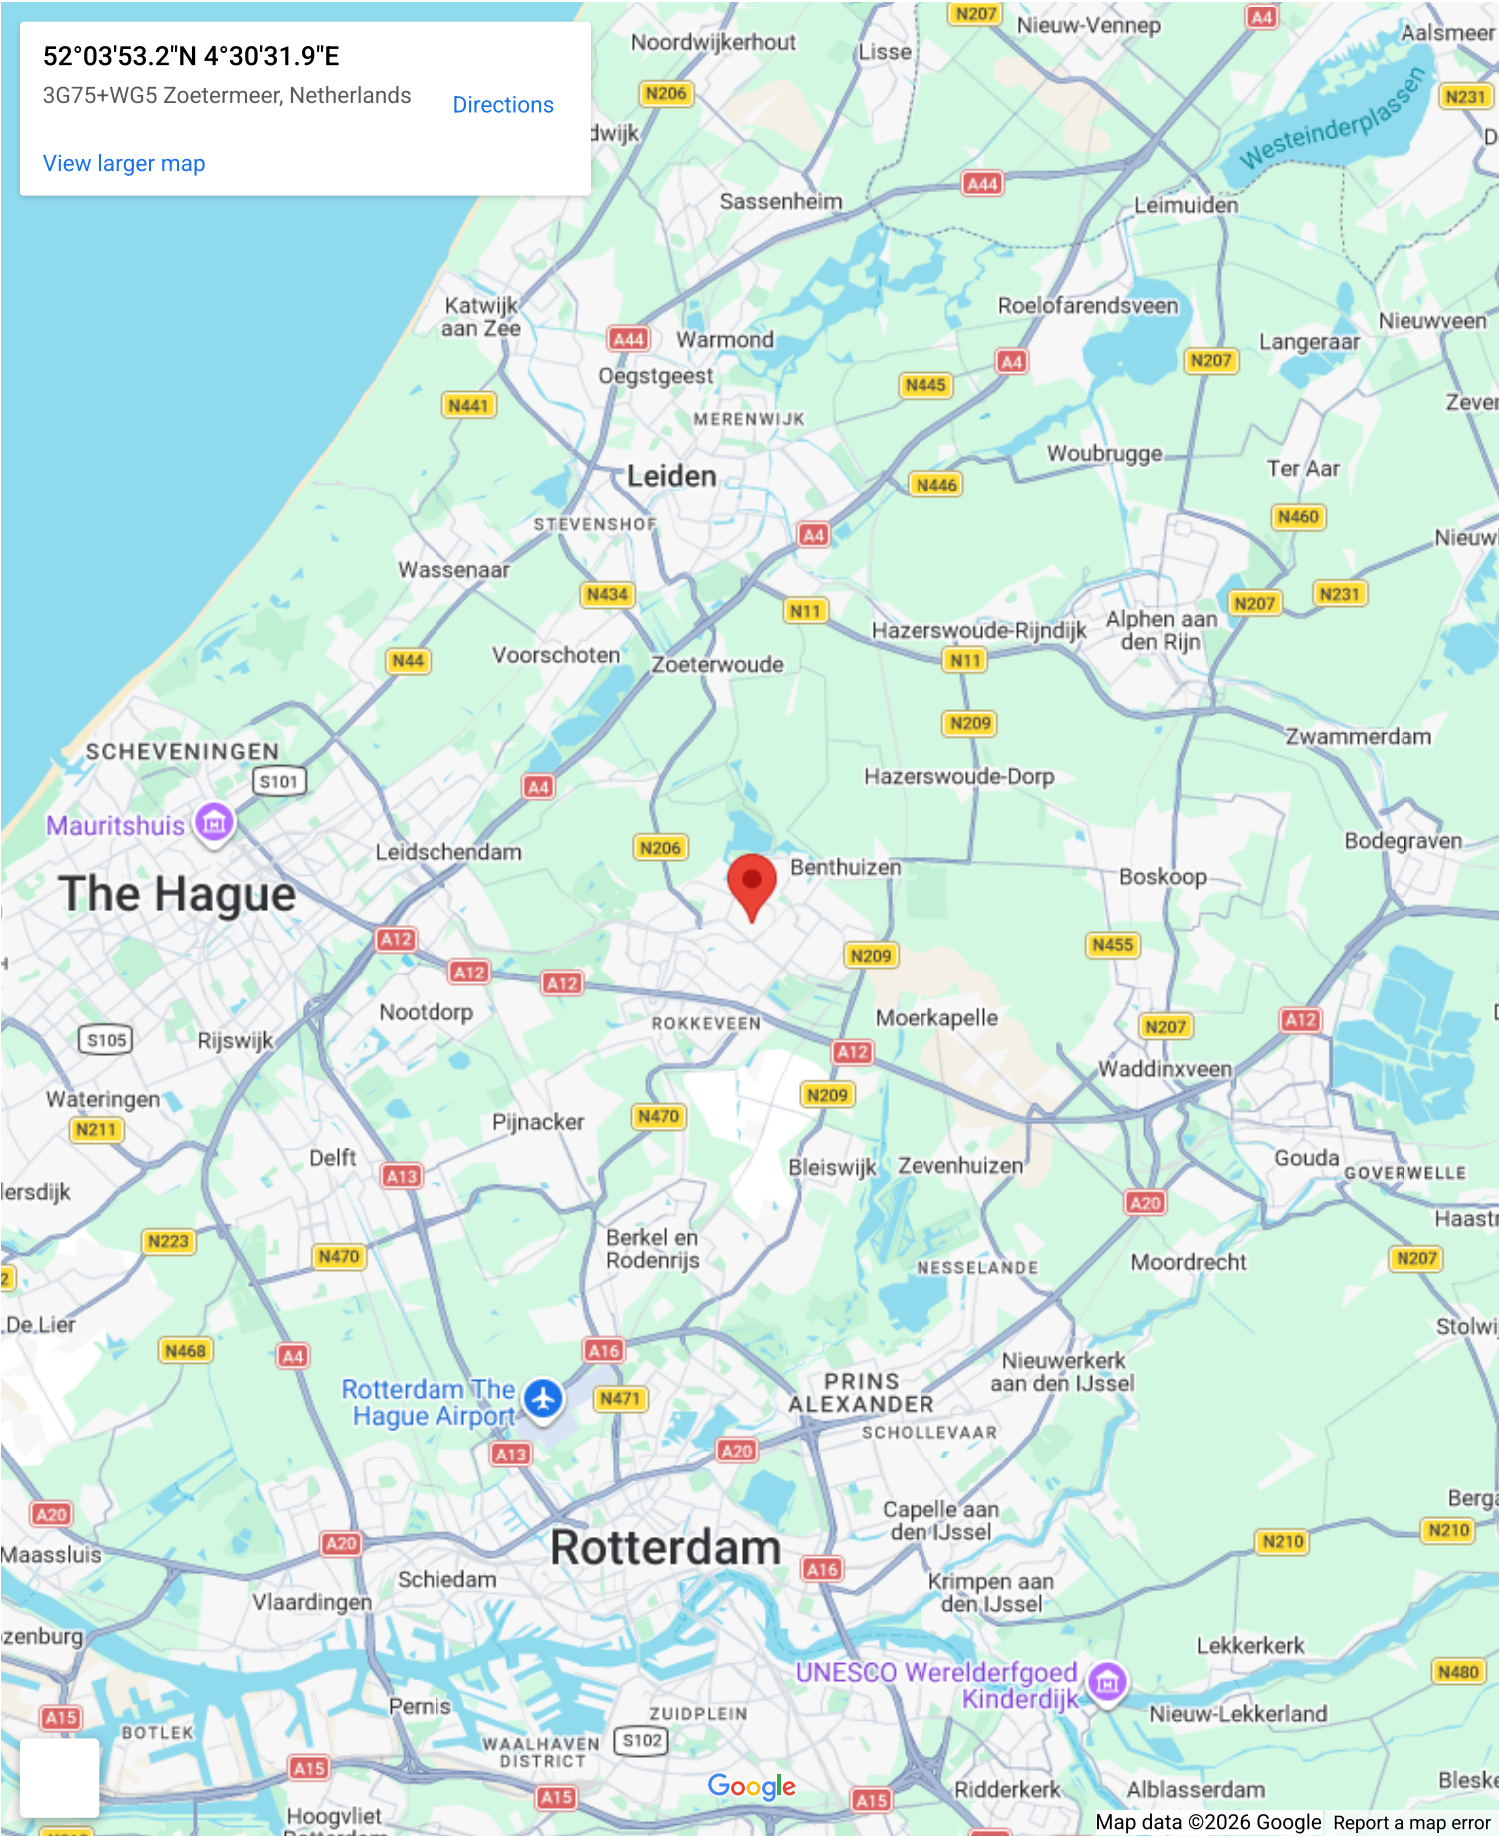 52°03'53.2"N 4°30'31.9"E
3G75+WG5 Zoetermeer, Netherlands
Directions
View larger map
N207
Nieuw-Vennep
A4
Aalsmeer
Noordwijkerhout
Lisse
N206
N231
Westeinderplassen
dwijk
A44
Sassenheim
Leimuiden
Katwijk
aan Zee
Roelofarendsveen
Nieuwveen
A44
Warmond
Langeraar
Oegstgeest
A4
N207
N445
N441
MERENWIJK
Zever
Woubrugge
Leiden
Ter Aar
N446
STEVENSHOF
N460
A4
Nieuw
Wassenaar
N434
N11
N207
N231
Hazerswoude-Rijndijk
Alphen aan
den Rijn
N44
Voorschoten
Zoeterwoude
N11
N209
SCHEVENINGEN
Zwammerdam
S101
A4
Hazerswoude-Dorp
Mauritshuis
Leidschendam
N206
Bodegraven
Benthuizen
The Hague
Boskoop
A12
N455
A12
A12
N209
Nootdorp
Moerkapelle
ROKKEVEEN
N207
A12
S105
Rijswijk
A12
Waddinxveen
Wateringen
N211
N470
N209
Pijnacker
Delft
Bleiswijk
Zevenhuizen
Gouda
GOVERWELLE
A13
lersdijk
A20
Haastr
N223
Berkel en
Rodenrijs
N470
NESSELANDE
Moordrecht
N207
2
De Lier
N468
A4
A16
Stolwij
Nieuwerkerk
aan den IJssel
Rotterdam The
Hague Airport
N471
PRINS
ALEXANDER
SCHOLLEVAAR
A13
A20
A20
Capelle aan
den IJssel
Berga
N210
N210
Maassluis
A20
Rotterdam
A16
Schiedam
Krimpen aan
den IJssel
Vlaardingen
zenburg
Lekkerkerk
UNESCO Werelderfgoed
Kinderdijk
N480
Pernis
A15
BOTLEK
ZUIDPLEIN
Nieuw-Lekkerland
WAALHAVEN
DISTRICT
S102
A15
Google
A15
A15
Ridderkerk
Alblasserdam
Bleske
Hoogvliet
Map data ©2026 Google
Report a map error